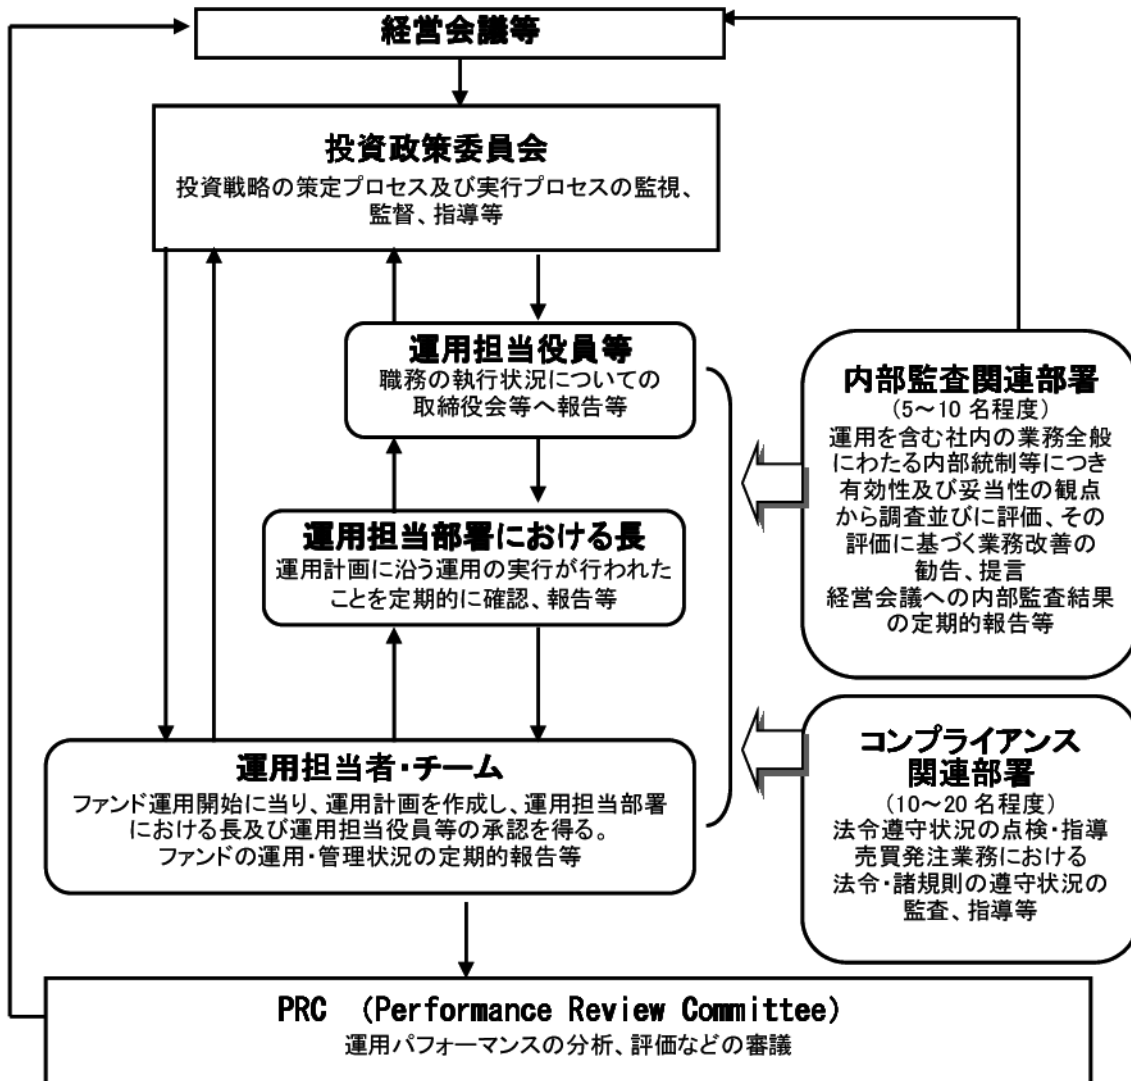 経営会議等
投資政策委員会
投資戦略の策定プロセス及び実行プロセスの監視、
監督、指導等
運用担当役員等
職務の執行状況についての
取締役会等へ報告等
運用担当部署における長
運用計画に沿う運用の実行が行われた
ことを定期的に確認、報告等
運用担当者・チーム
ファンド運用開始に当り、運用計画を作成し、運用担当部署
における長及び運用担当役員等の承認を得る。
ファンドの運用・管理状況の定期的報告等
内部監査関連部署
(5～10 名程度)
運用を含む社内の業務全般
にわたる内部統制等につき
有効性及び妥当性の観点
から調査並びに評価、その
評価に基づく業務改善の
勧告、提言
経営会議への内部監査結果
の定期的報告等
コンプライアンス
関連部署
(10～20 名程度)
法令遵守状況の点検・指導
売買発注業務における
法令・諸規則の遵守状況の
監査、指導等
PRC (Performance Review Committee)
運用パフォーマンスの分析、評価などの審議